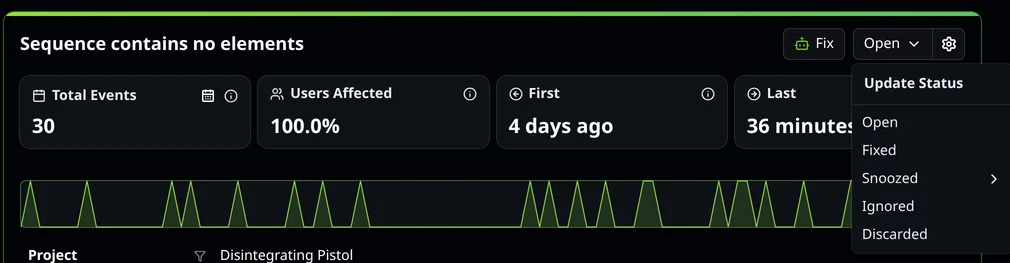 Sequence contains no elements
Fix
Open
Update Status
Open
Fixed
Snoozed
Ignored
Discarded
Total Events
30
Users Affected
100.0%
First
4 days ago
Last
36 minutes
Project
Disintegrating Pistol